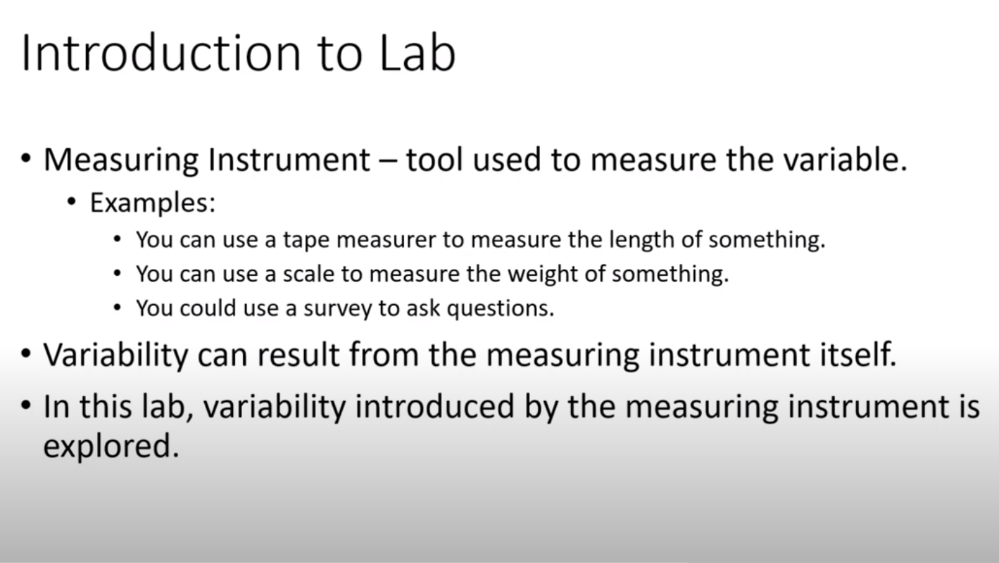 Introduction to Lab
• Measuring Instrument – tool used to measure the variable.
• Examples:
• You can use a tape measurer to measure the length of something.
• You can use a scale to measure the weight of something.
• You could use a survey to ask questions.
• Variability can result from the measuring instrument itself.
• In this lab, variability introduced by the measuring instrument is
explored.